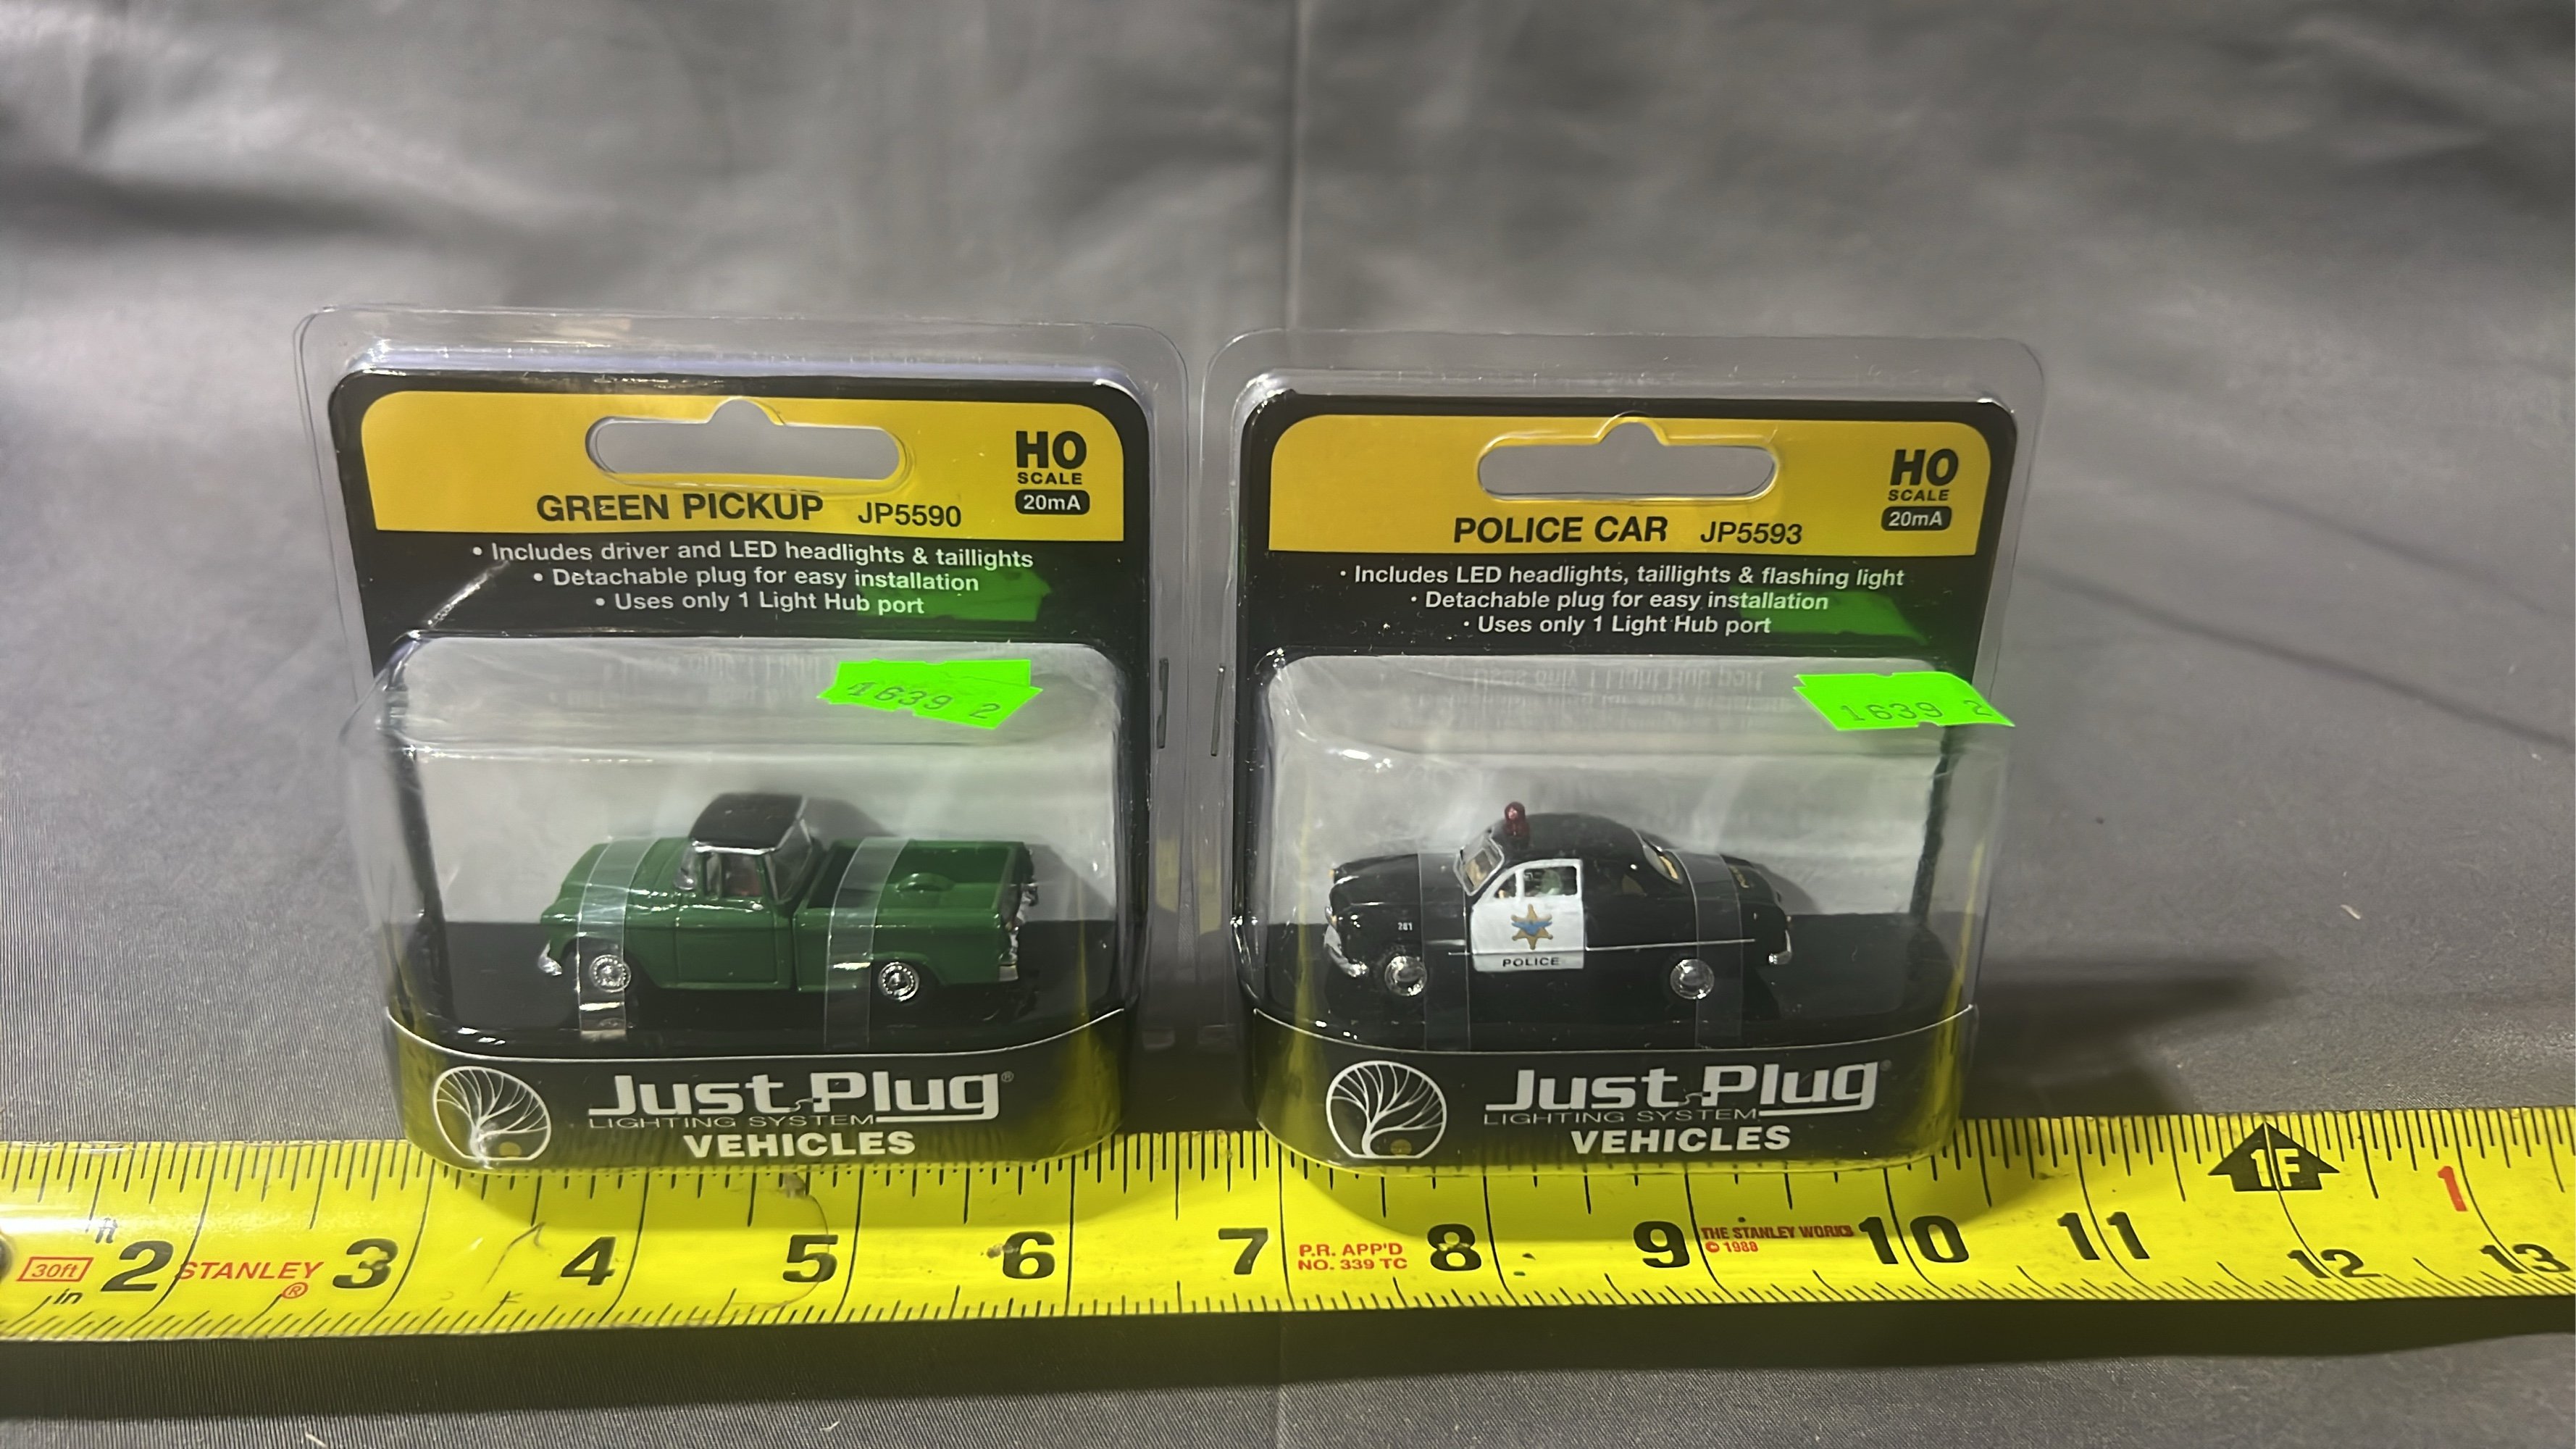 GREEN PICKUP JP5590
HO
SCALE
20mA
• Includes driver and LED headlights & taillights
• Detachable plug for easy installation
• Uses only 1 Light Hub port
1639 2
Just Plug®
LIGHTING SYSTEM
VEHICLES
POLICE CAR JP5593
HO
SCALE
20mA
• Includes LED headlights, taillights & flashing light
• Detachable plug for easy installation
• Uses only 1 Light Hub port
1639 2
261
POLICE
Just Plug®
LIGHTING SYSTEM
VEHICLES
1F
1
ft
30ft
in
2 STANLEY® 3 4 5 6 7
P.R. APP'D
NO. 339 TC
8 9
THE STANLEY WORKS
© 1988
10 11 12 13